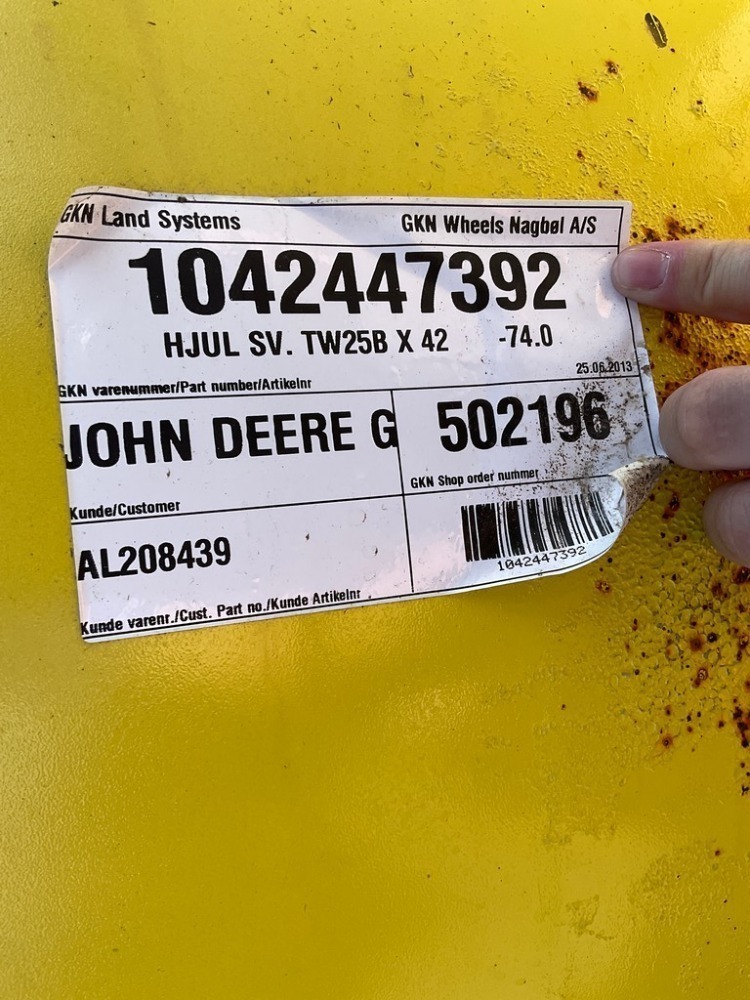 GKN Land Systems GKN Wheels Nagbøl A/S
1042447392
HJUL SV. TW25B X 42 -74.0
25.06.2013
GKN varenummer/Part number/Artikelnr
JOHN DEERE G 502196
GKN Shop order nummer
Kunde/Customer
AL208439
1042447392
Kunde varenr./Cust. Part no./Kunde Artikelnr